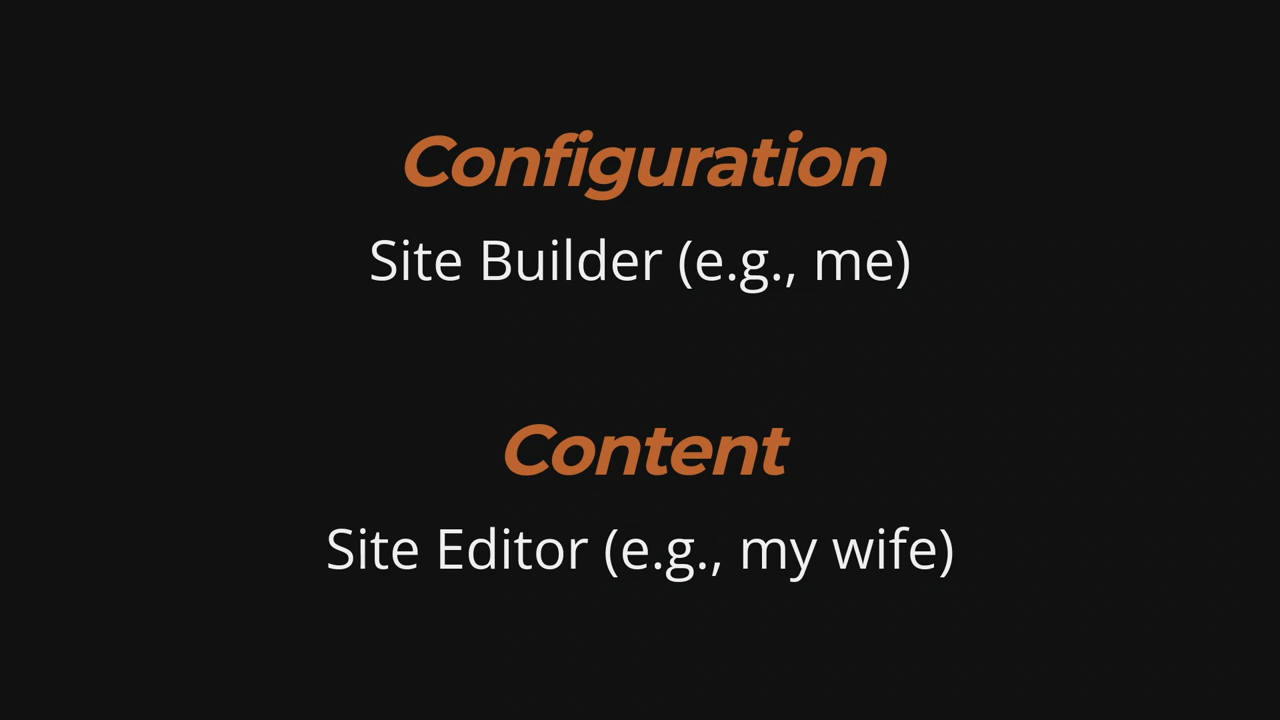 Configuration
Site Builder (e.g., me)
Content
Site Editor (e.g., my wife)